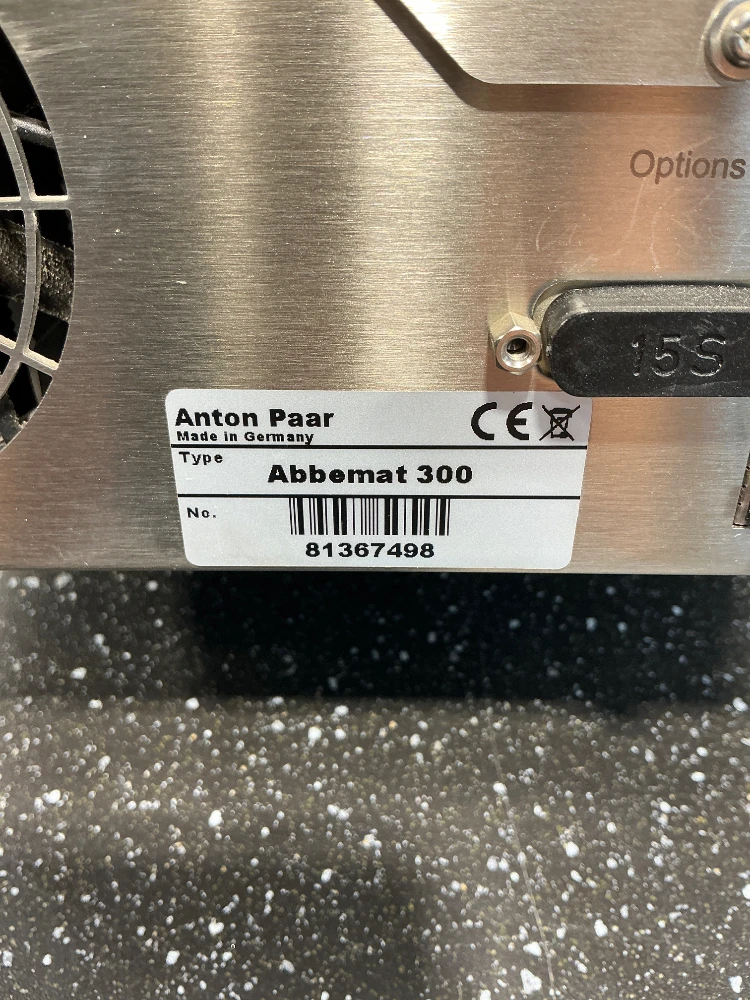 Options
15S
Anton Paar
CE
Made in Germany
Type
Abbemat 300
No.
81367498